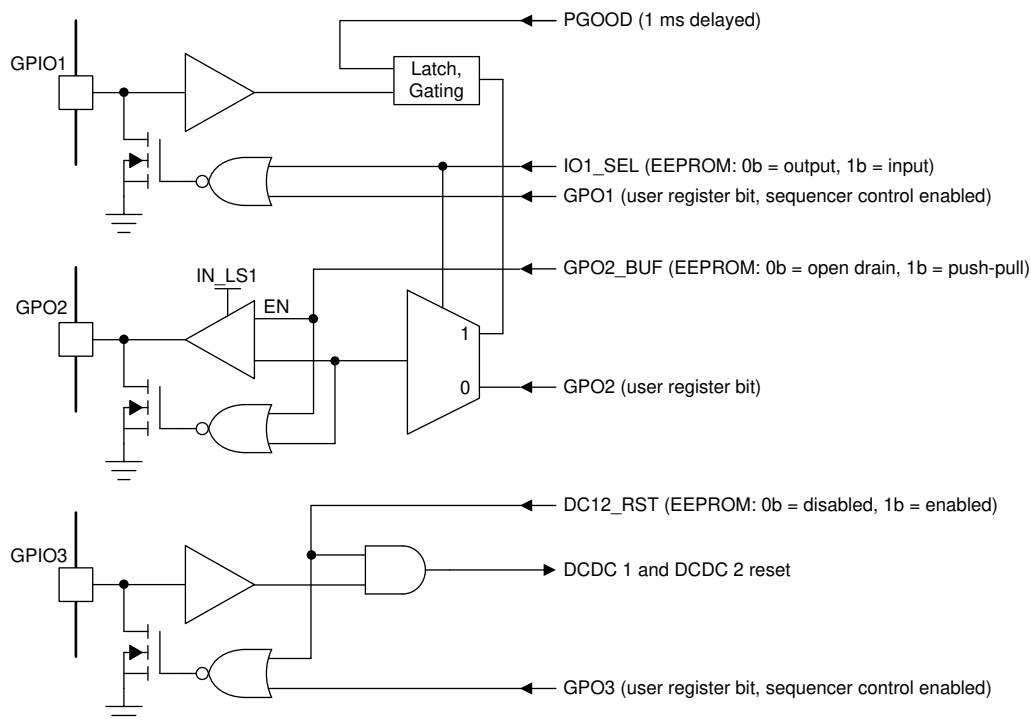 PGOOD (1 ms delayed)
GPIO1
Latch,
Gating
IO1_SEL (EEPROM: 0b = output, 1b = input)
GPO1 (user register bit, sequencer control enabled)
GPO2_BUF (EEPROM: 0b = open drain, 1b = push-pull)
IN_LS1
EN
GPO2
1
0
GPO2 (user register bit)
DC12_RST (EEPROM: 0b = disabled, 1b = enabled)
GPIO3
DCDC 1 and DCDC 2 reset
GPO3 (user register bit, sequencer control enabled)